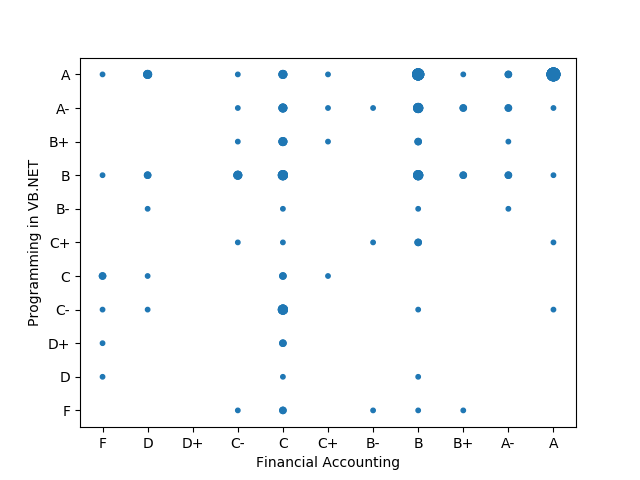 A
A-
B+
B
B-
C+
C
C-
D+
D
F
Programming in VB.NET
F D D+ C- C C+ B- B B+ A- A
Financial Accounting